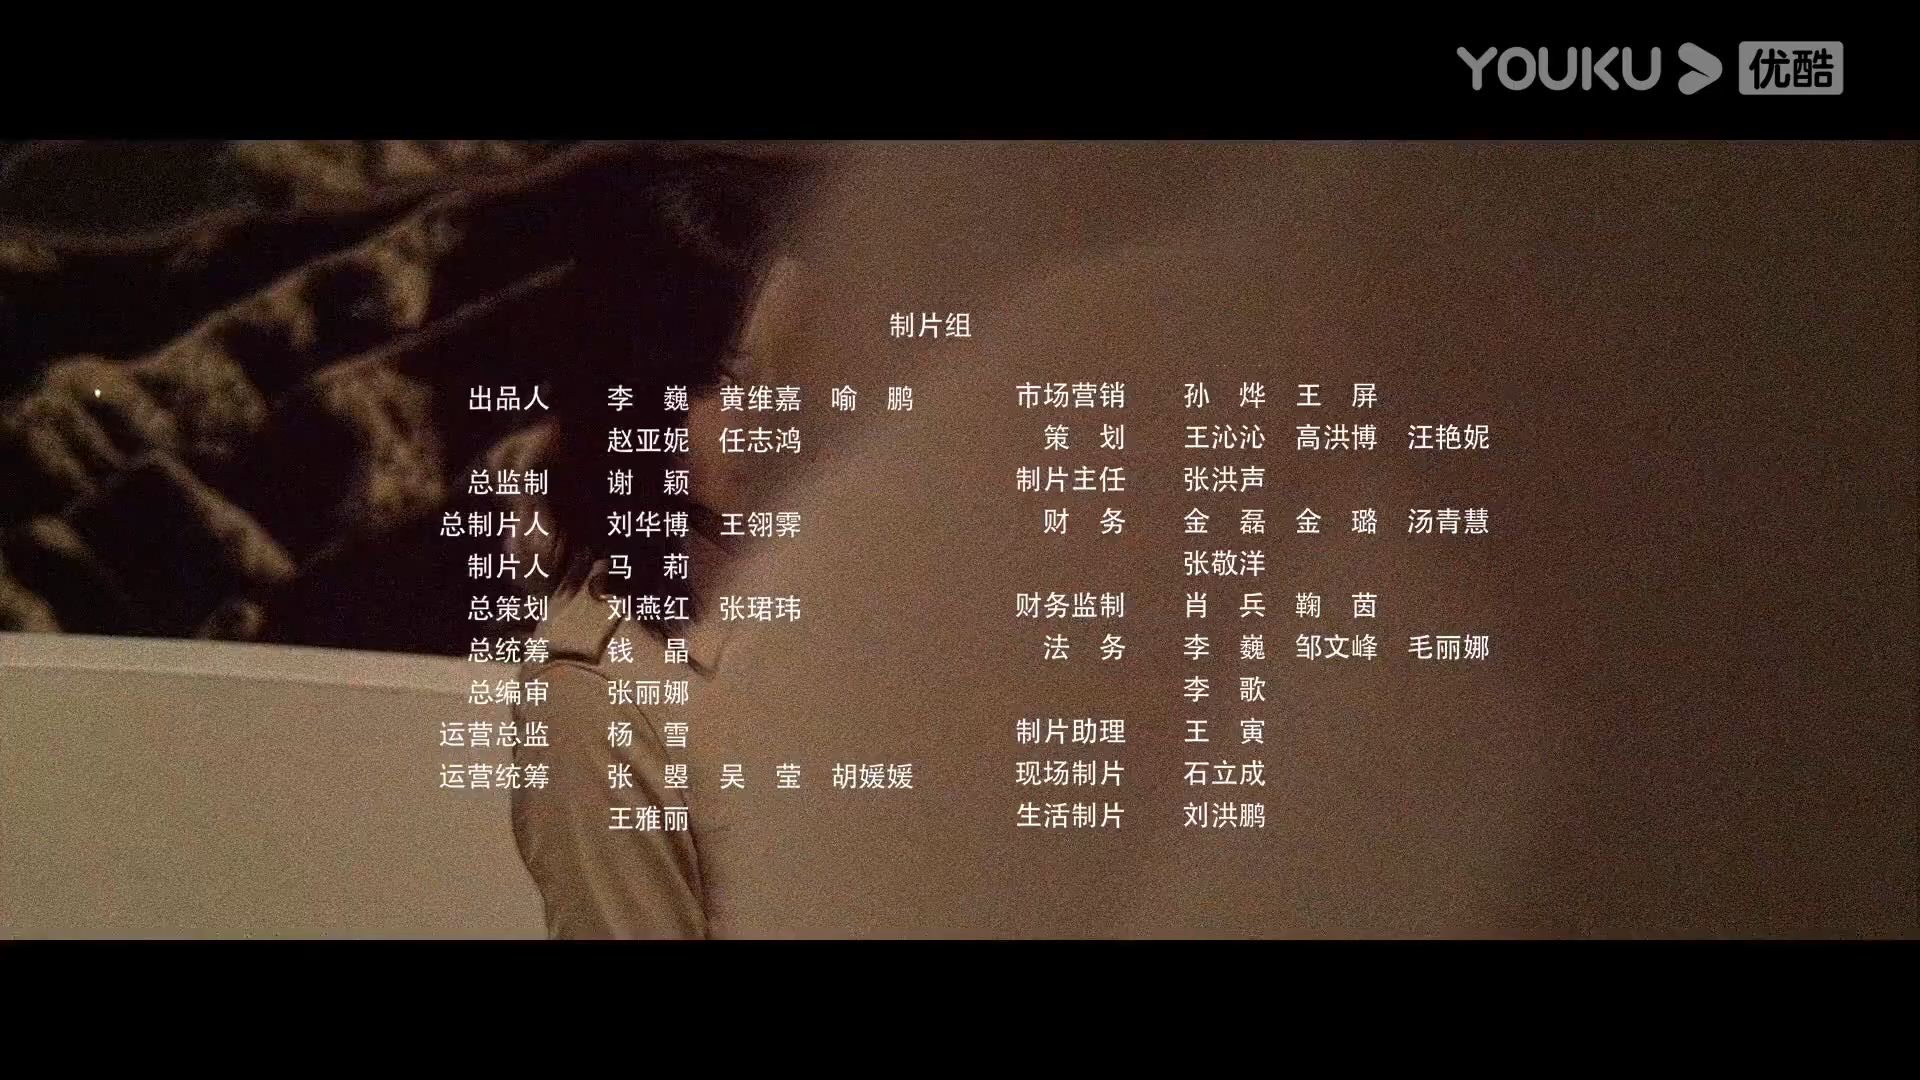 YOUKU 优酷
制片组
出品人 李 巍 黄维嘉 喻 鹏
赵亚妮 任志鸿
总监制 谢 颖
总制片人 刘华博 王翎霁
制片人 马 莉
总策划 刘燕红 张珺玮
总统筹 钱 晶
总编审 张丽娜
运营总监 杨 雪
运营统筹 张 曌 吴 莹 胡媛媛
王雅丽
市场营销 孙 烨 王 屏
策 划 王沁沁 高洪博 汪艳妮
制片主任 张洪声
财 务 金 磊 金 璐 汤青慧
张敬洋
财务监制 肖 兵 鞠 茵
法 务 李 巍 邹文峰 毛丽娜
李 歌
制片助理 王 寅
现场制片 石立成
生活制片 刘洪鹏